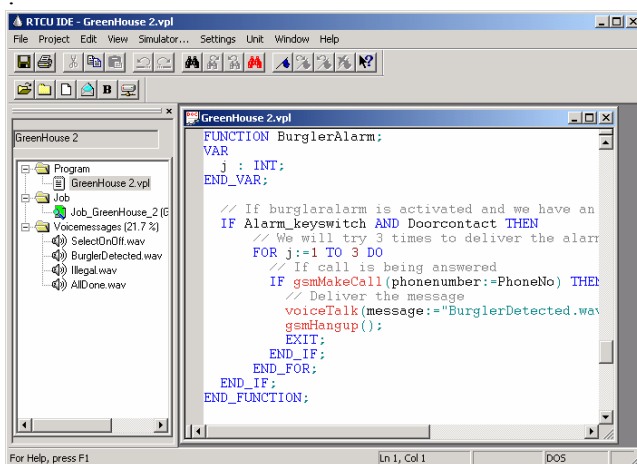 RTCU IDE - GreenHouse 2.vpl
File Project Edit View Simulator... Settings Unit Window Help
B
GreenHouse 2
Program
GreenHouse 2.vpl
Job
Job_GreenHouse_2 (G
Voicemessages (21.7 %)
SelectOnOff.wav
BurglerDetected.wav
Illegal.wav
AllDone.wav
GreenHouse 2.vpl
FUNCTION BurglerAlarm;
VAR
j : INT;
END_VAR;
// If burglaralarm is activated and we have an
IF Alarm_keyswitch AND Doorcontact THEN
// We will try 3 times to deliver the alarm
FOR j:=1 TO 3 DO
// If call is being answered
IF gsmMakeCall(phonenumber:=PhoneNo) THEN
// Deliver the message
voiceTalk(message:="BurglerDetected.wav
gsmHangup();
EXIT;
END_IF;
END_FOR;
END_IF;
END_FUNCTION;
For Help, press F1
Ln 1, Col 1
DOS